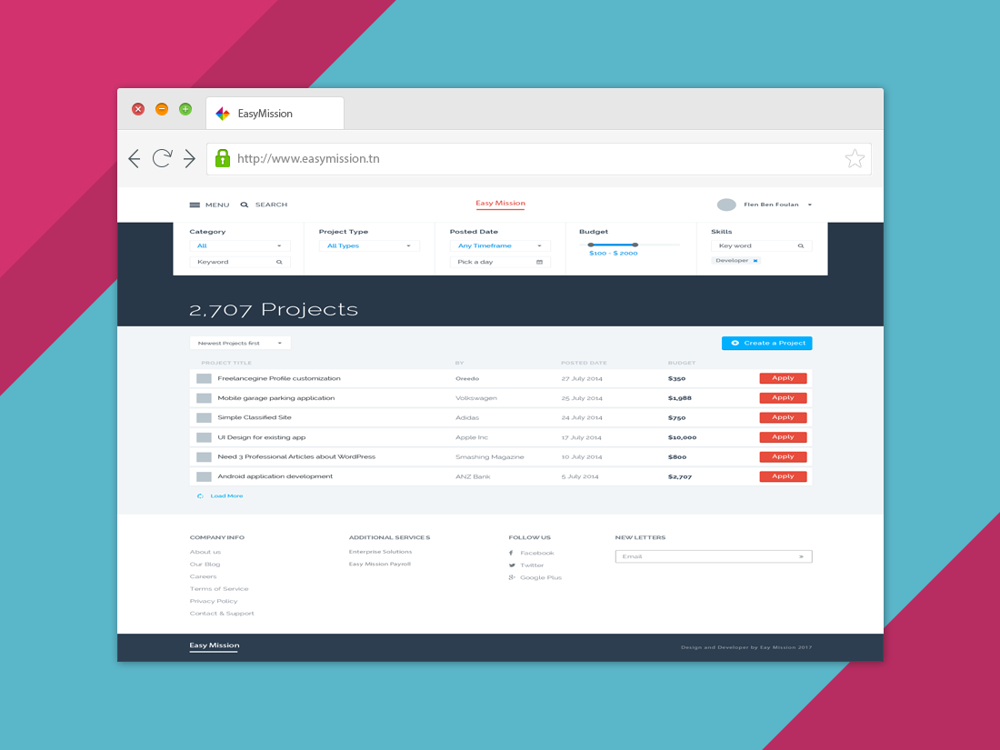 EasyMission
http://www.easymission.tn
MENU SEARCH Easy Mission Flen Ben Foulan
Category Project Type Posted Date Budget Skills
All All Types Any Timeframe $100 - $ 2000 Key word
Keyword Pick a day Developer
2,707 Projects
Newest Projects first Create a Project
PROJECT TITLE BY POSTED DATE BUDGET
Freelancegine Profile customization Oreedo 27 July 2014 $350 Apply
Mobile garage parking application Volkswagen 25 July 2014 $1,988 Apply
Simple Classified Site Adidas 24 July 2014 $750 Apply
UI Design for existing app Apple Inc 17 July 2014 $10,000 Apply
Need 3 Professional Articles about WordPress Smashing Magazine 10 July 2014 $800 Apply
Android application development ANZ Bank 5 July 2014 $2,707 Apply
Load More
COMPANY INFO ADDITIONAL SERVICES FOLLOW US NEW LETTERS
About us Enterprise Solutions Facebook Email
Our Blog Easy Mission Payroll Twitter
Careers Google Plus
Terms of Service
Privacy Policy
Contact & Support
Easy Mission Design and Developer by Eay Mission 2017